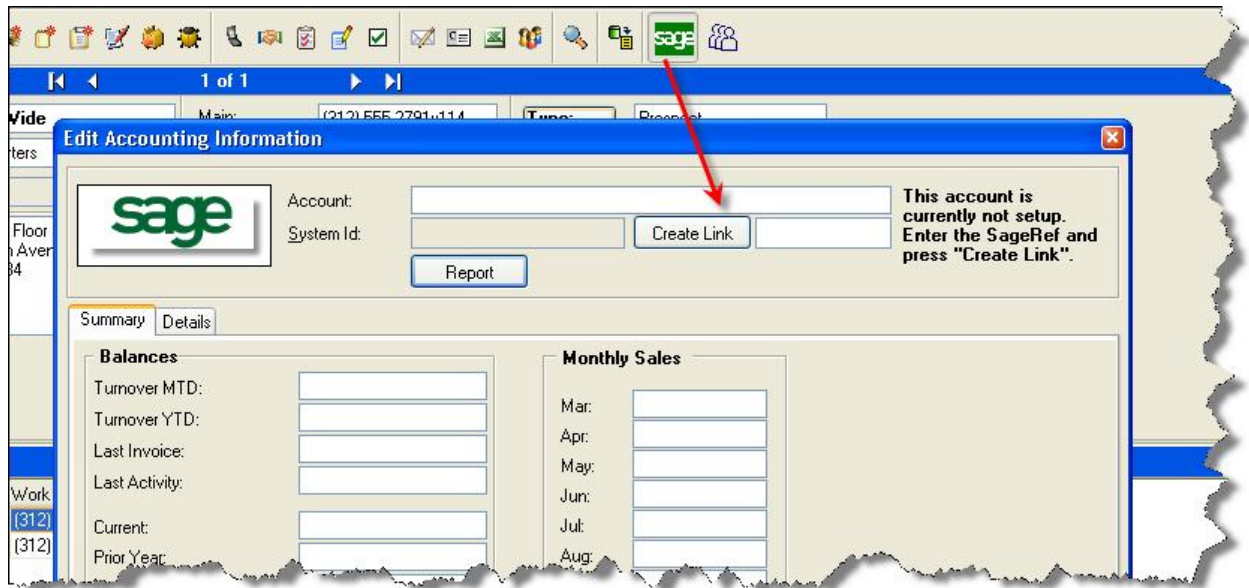 sage
1 of 1
Vide
Main:
(312) 555-2791x114
Type:
Prospect
ters
Edit Accounting Information
Floor
n Aven
34
sage
Account:
System Id:
Create Link
Report
This account is
currently not setup.
Enter the SageRef and
press "Create Link".
Summary
Details
Balances
Turnover MTD:
Turnover YTD:
Last Invoice:
Last Activity:
Current:
Prior Year:
Monthly Sales
Mar:
Apr:
May:
Jun:
Jul:
Aug:
Work
(312)
(312)